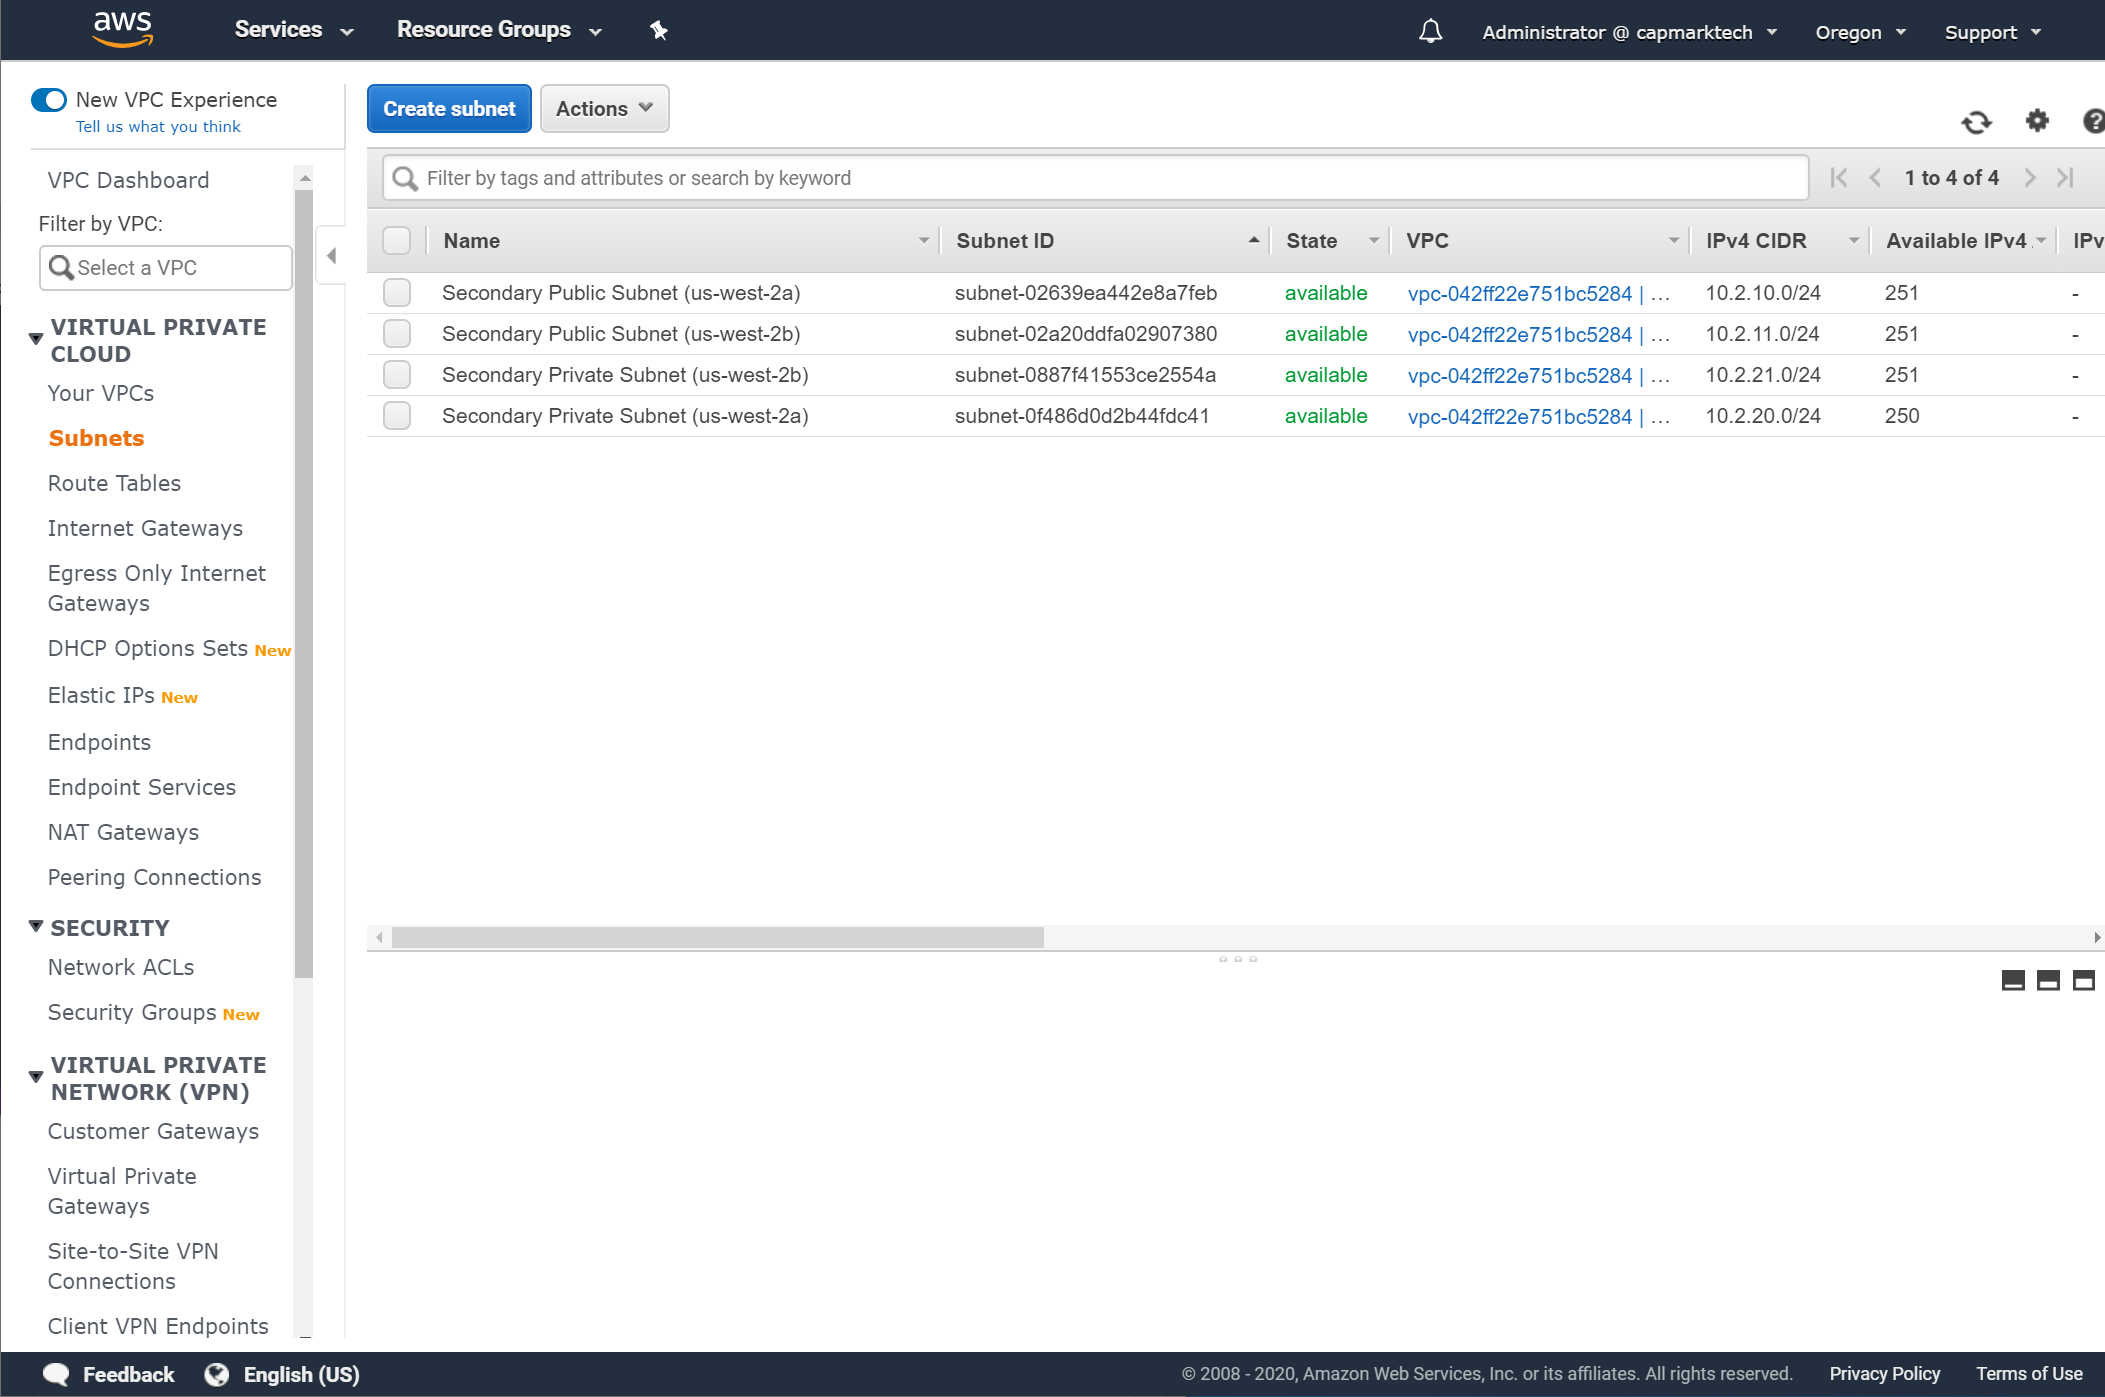 aws Services Resource Groups Administrator @ capmarktech Oregon Support
New VPC Experience
Tell us what you think
VPC Dashboard
Filter by VPC:
Select a VPC
VIRTUAL PRIVATE
CLOUD
Your VPCs
Subnets
Route Tables
Internet Gateways
Egress Only Internet
Gateways
DHCP Options Sets New
Elastic IPs New
Endpoints
Endpoint Services
NAT Gateways
Peering Connections
SECURITY
Network ACLs
Security Groups New
VIRTUAL PRIVATE
NETWORK (VPN)
Customer Gateways
Virtual Private
Gateways
Site-to-Site VPN
Connections
Client VPN Endpoints
Create subnet Actions
Filter by tags and attributes or search by keyword 1 to 4 of 4
Name Subnet ID State VPC IPv4 CIDR Available IPv4 IPv
Secondary Public Subnet (us-west-2a) subnet-02639ea442e8a7feb available vpc-042ff22e751bc5284 | ... 10.2.10.0/24 251 -
Secondary Public Subnet (us-west-2b) subnet-02a20ddfa02907380 available vpc-042ff22e751bc5284 | ... 10.2.11.0/24 251 -
Secondary Private Subnet (us-west-2b) subnet-0887f41553ce2554a available vpc-042ff22e751bc5284 | ... 10.2.21.0/24 251 -
Secondary Private Subnet (us-west-2a) subnet-0f486d0d2b44fdc41 available vpc-042ff22e751bc5284 | ... 10.2.20.0/24 250 -
Feedback English (US) © 2008 - 2020, Amazon Web Services, Inc. or its affiliates. All rights reserved. Privacy Policy Terms of Use